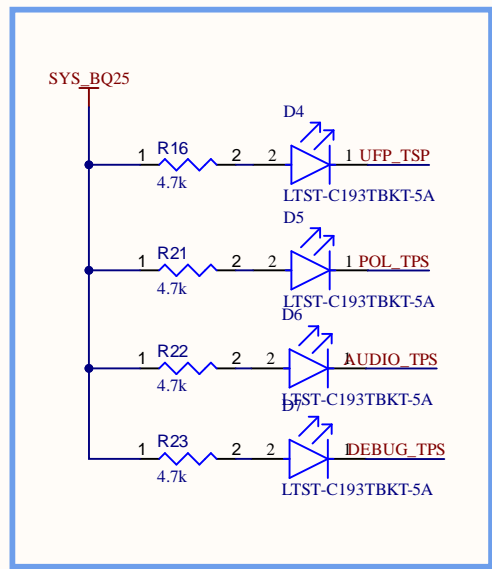 SYS_BQ25
D4
1 R16 2 2 1 UFP_TSP
4.7k
LTST-C193TBKT-5A
D5
1 R21 2 2 1 POL_TPS
4.7k
LTST-C193TBKT-5A
D6
1 R22 2 2 1 AUDIO_TPS
4.7k
LTST-C193TBKT-5A
D7
1 R23 2 2 1 DEBUG_TPS
4.7k
LTST-C193TBKT-5A